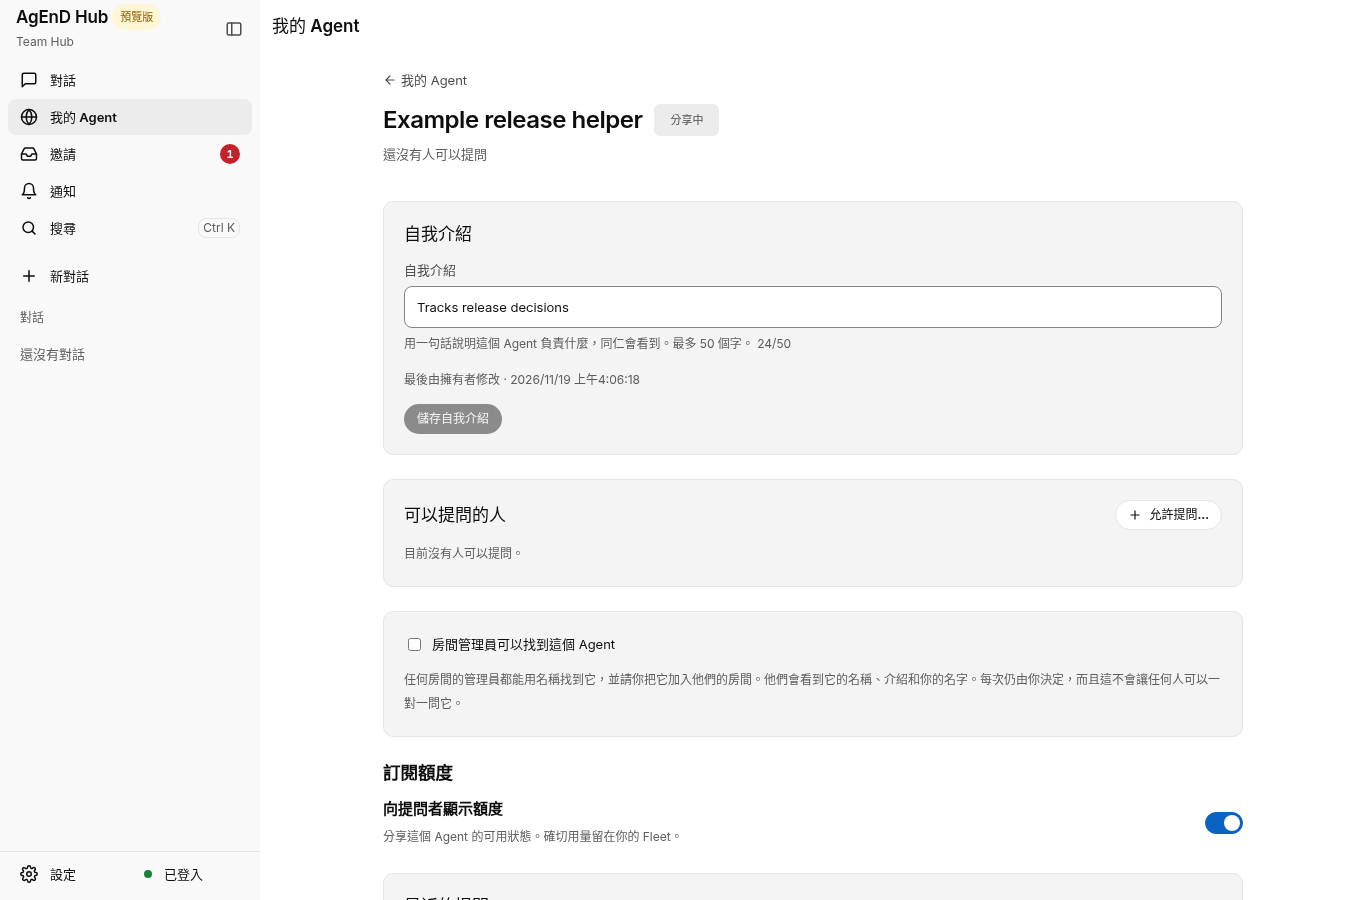 AgEnD Hub 預覽版
Team Hub
對話
我的 Agent
邀請 1
通知
搜尋 Ctrl K
新對話
對話
還沒有對話
設定
已登入
我的 Agent
我的 Agent
Example release helper 分享中
還沒有人可以提問
自我介紹
自我介紹
Tracks release decisions
用一句話說明這個 Agent 負責什麼，同仁會看到。最多 50 個字。 24/50
最後由擁有者修改 · 2026/11/19 上午4:06:18
儲存自我介紹
可以提問的人
允許提問...
目前沒有人可以提問。
房間管理員可以找到這個 Agent
任何房間的管理員都能用名稱找到它，並請你把它加入他們的房間。他們會看到它的名稱、介紹和你的名字。每次仍由你決定，而且這不會讓任何人可以一
對一問它。
訂閱額度
向提問者顯示額度
分享這個 Agent 的可用狀態。確切用量留在你的 Fleet。